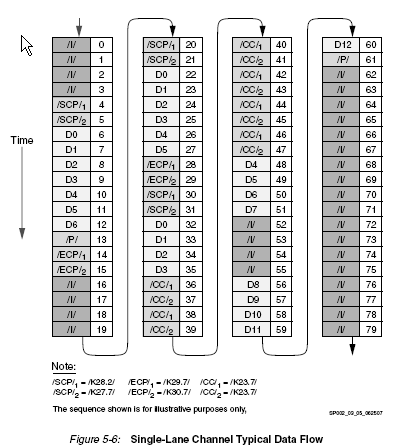 Time
/I/ 0
/I/ 1
/I/ 2
/I/ 3
/SCP/1 4
/SCP/2 5
D0 6
D1 7
D2 8
D3 9
D4 10
D5 11
D6 12
/P/ 13
/ECP/1 14
/ECP/2 15
/I/ 16
/I/ 17
/I/ 18
/I/ 19
/SCP/1 20
/SCP/2 21
D0 22
D1 23
D2 24
D3 25
D4 26
D5 27
/ECP/1 28
/ECP/2 29
/SCP/1 30
/SCP/2 31
D0 32
D1 33
D2 34
D3 35
/CC/1 36
/CC/2 37
/CC/1 38
/CC/2 39
/CC/1 40
/CC/2 41
/CC/1 42
/CC/2 43
/CC/1 44
/CC/2 45
/CC/1 46
/CC/2 47
D4 48
D5 49
D6 50
D7 51
/I/ 52
/I/ 53
/I/ 54
/I/ 55
D8 56
D9 57
D10 58
D11 59
D12 60
/P/ 61
/I/ 62
/I/ 63
/I/ 64
/I/ 65
/I/ 66
/I/ 67
/I/ 68
/I/ 69
/I/ 70
/I/ 71
/I/ 72
/I/ 73
/I/ 74
/I/ 75
/I/ 76
/I/ 77
/I/ 78
/I/ 79
Note:
/SCP/1 = /K28.2/ /ECP/1 = /K29.7/ /CC/1 = /K23.7/
/SCP/2 = /K27.7/ /ECP/2 = /K30.7/ /CC/2 = /K23.7/
The sequence shown is for illustrative purposes only,
SP002_03_05_062507
Figure 5-6: Single-Lane Channel Typical Data Flow